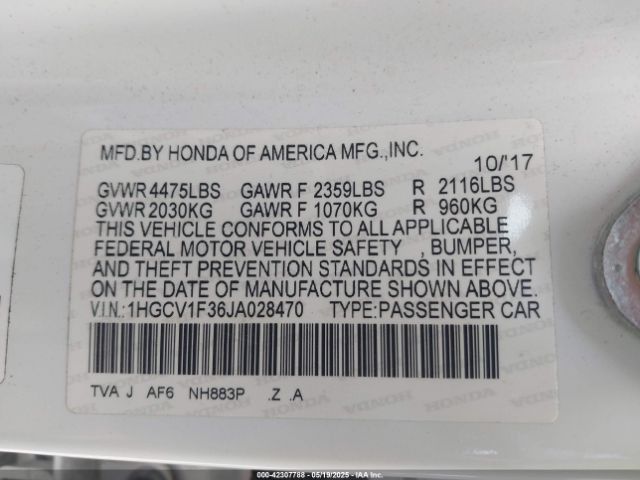 MFD.BY HONDA OF AMERICA MFG.,INC. 10/'17
GVWR 4475LBS GAWR F 2359LBS R 2116LBS
GVWR 2030KG GAWR F 1070KG R 960KG
THIS VEHICLE CONFORMS TO ALL APPLICABLE
FEDERAL MOTOR VEHICLE SAFETY , BUMPER,
AND THEFT PREVENTION STANDARDS IN EFFECT
ON THE DATE OF MANUFACTURE SHOWN ABOVE.
V.I.N.:1HGCV1F36JA028470 TYPE:PASSENGER CAR
TVA J AF6 NH883P .Z .A
000-42307788 - 05/19/2025 - IAA Inc.